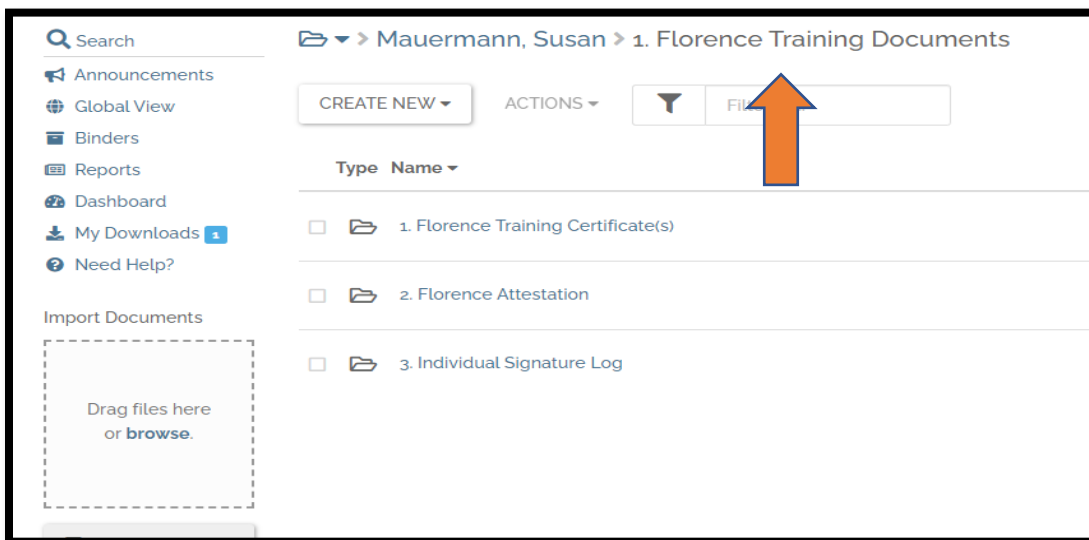 Search
Announcements
Global View
Binders
Reports
Dashboard
My Downloads 1
Need Help?
Import Documents
Drag files here
or browse.
> Mauermann, Susan > 1. Florence Training Documents
CREATE NEW
ACTIONS
Type Name
1. Florence Training Certificate(s)
2. Florence Attestation
3. Individual Signature Log